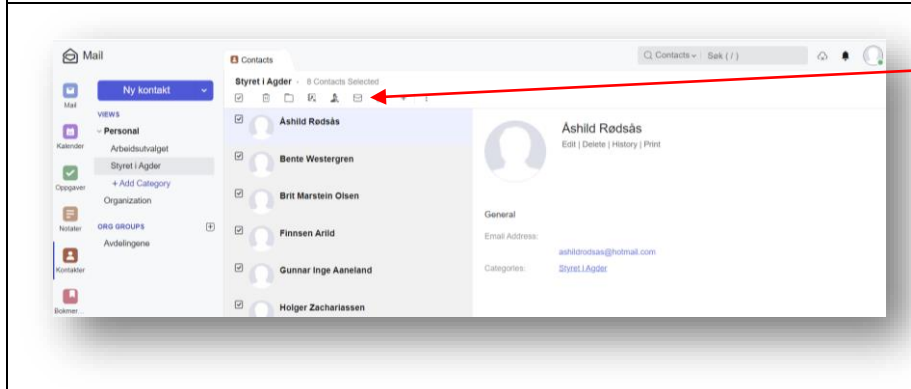 Mail
Contacts
Contacts
Søk ( / )
Styret i Agder - 8 Contacts Selected
Mail
Kalender
Oppgaver
Notater
Kontakter
Bokmer...
Ny kontakt
VIEWS
Personal
Arbeidsutvalget
Styret i Agder
+ Add Category
Organization
ORG GROUPS
Avdelingene
Åshild Rødsås
Bente Westergren
Brit Marstein Olsen
Finnsen Arild
Gunnar Inge Aaneland
Holger Zachariassen
Åshild Rødsås
Edit | Delete | History | Print
General
Email Address:
ashildrodsas@hotmail.com
Categories: Styret i Agder